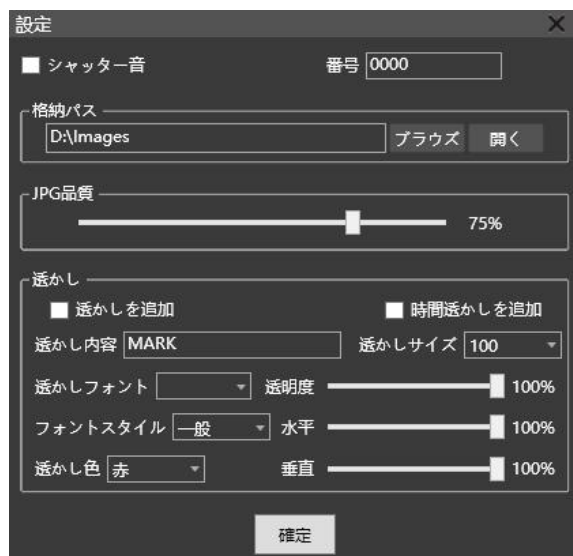 設定
シャッター音 番号 0000
格納パス
D:\Images ブラウズ 開く
JPG品質
75%
透かし
透かしを追加 時間透かしを追加
透かし内容 MARK 透かしサイズ 100
透かしフォント 透明度 100%
フォントスタイル 一般 水平 100%
透かし色 赤 垂直 100%
確定